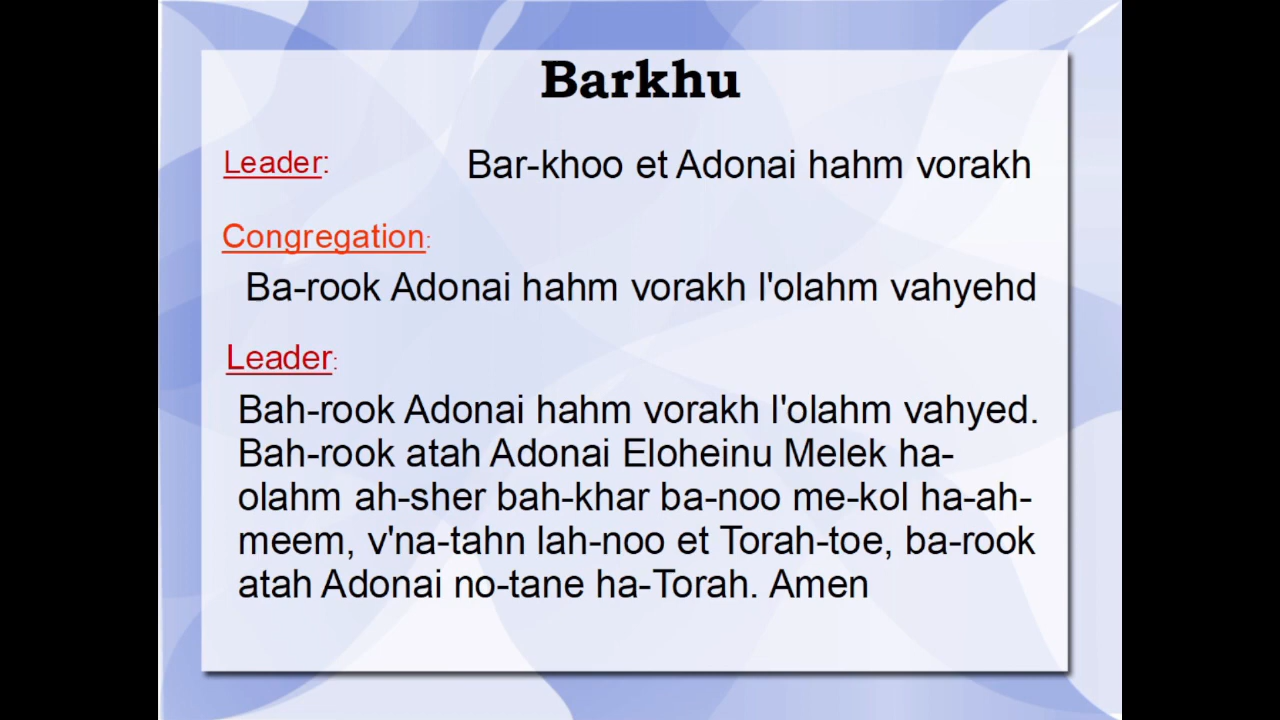 Barkhu
Leader: Bar-khoo et Adonai hahm vorakh
Congregation:
Ba-rook Adonai hahm vorakh l'olahm vahyehd
Leader:
Bah-rook Adonai hahm vorakh l'olahm vahyed.
Bah-rook atah Adonai Eloheinu Melek ha-
olahm ah-sher bah-khar ba-noo me-kol ha-ah-
meem, v'na-tahn lah-noo et Torah-toe, ba-rook
atah Adonai no-tane ha-Torah. Amen